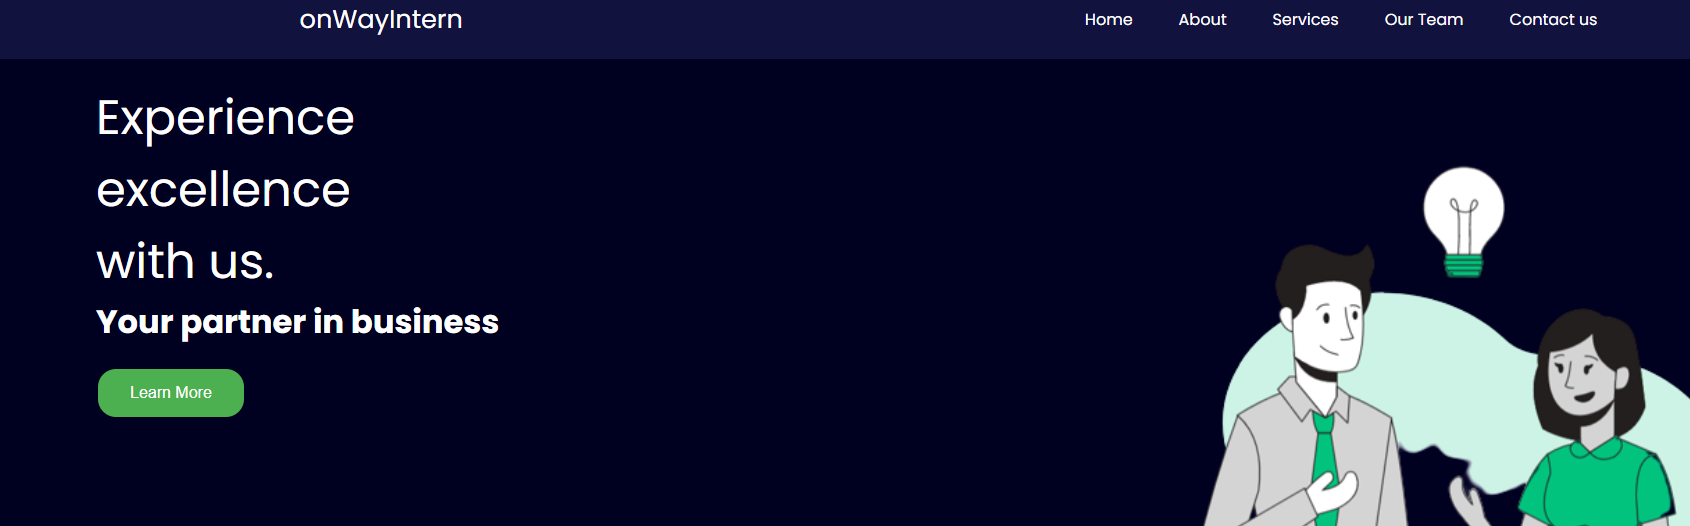 onWayIntern
Home About Services Our Team Contact us
Experience
excellence
with us.
Your partner in business
Learn More